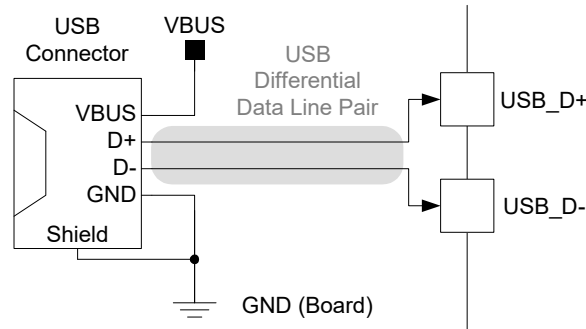 USB
Connector
VBUS
USB
Differential
Data Line Pair
VBUS
D+
D-
GND
Shield
USB_D+
USB_D-
GND (Board)